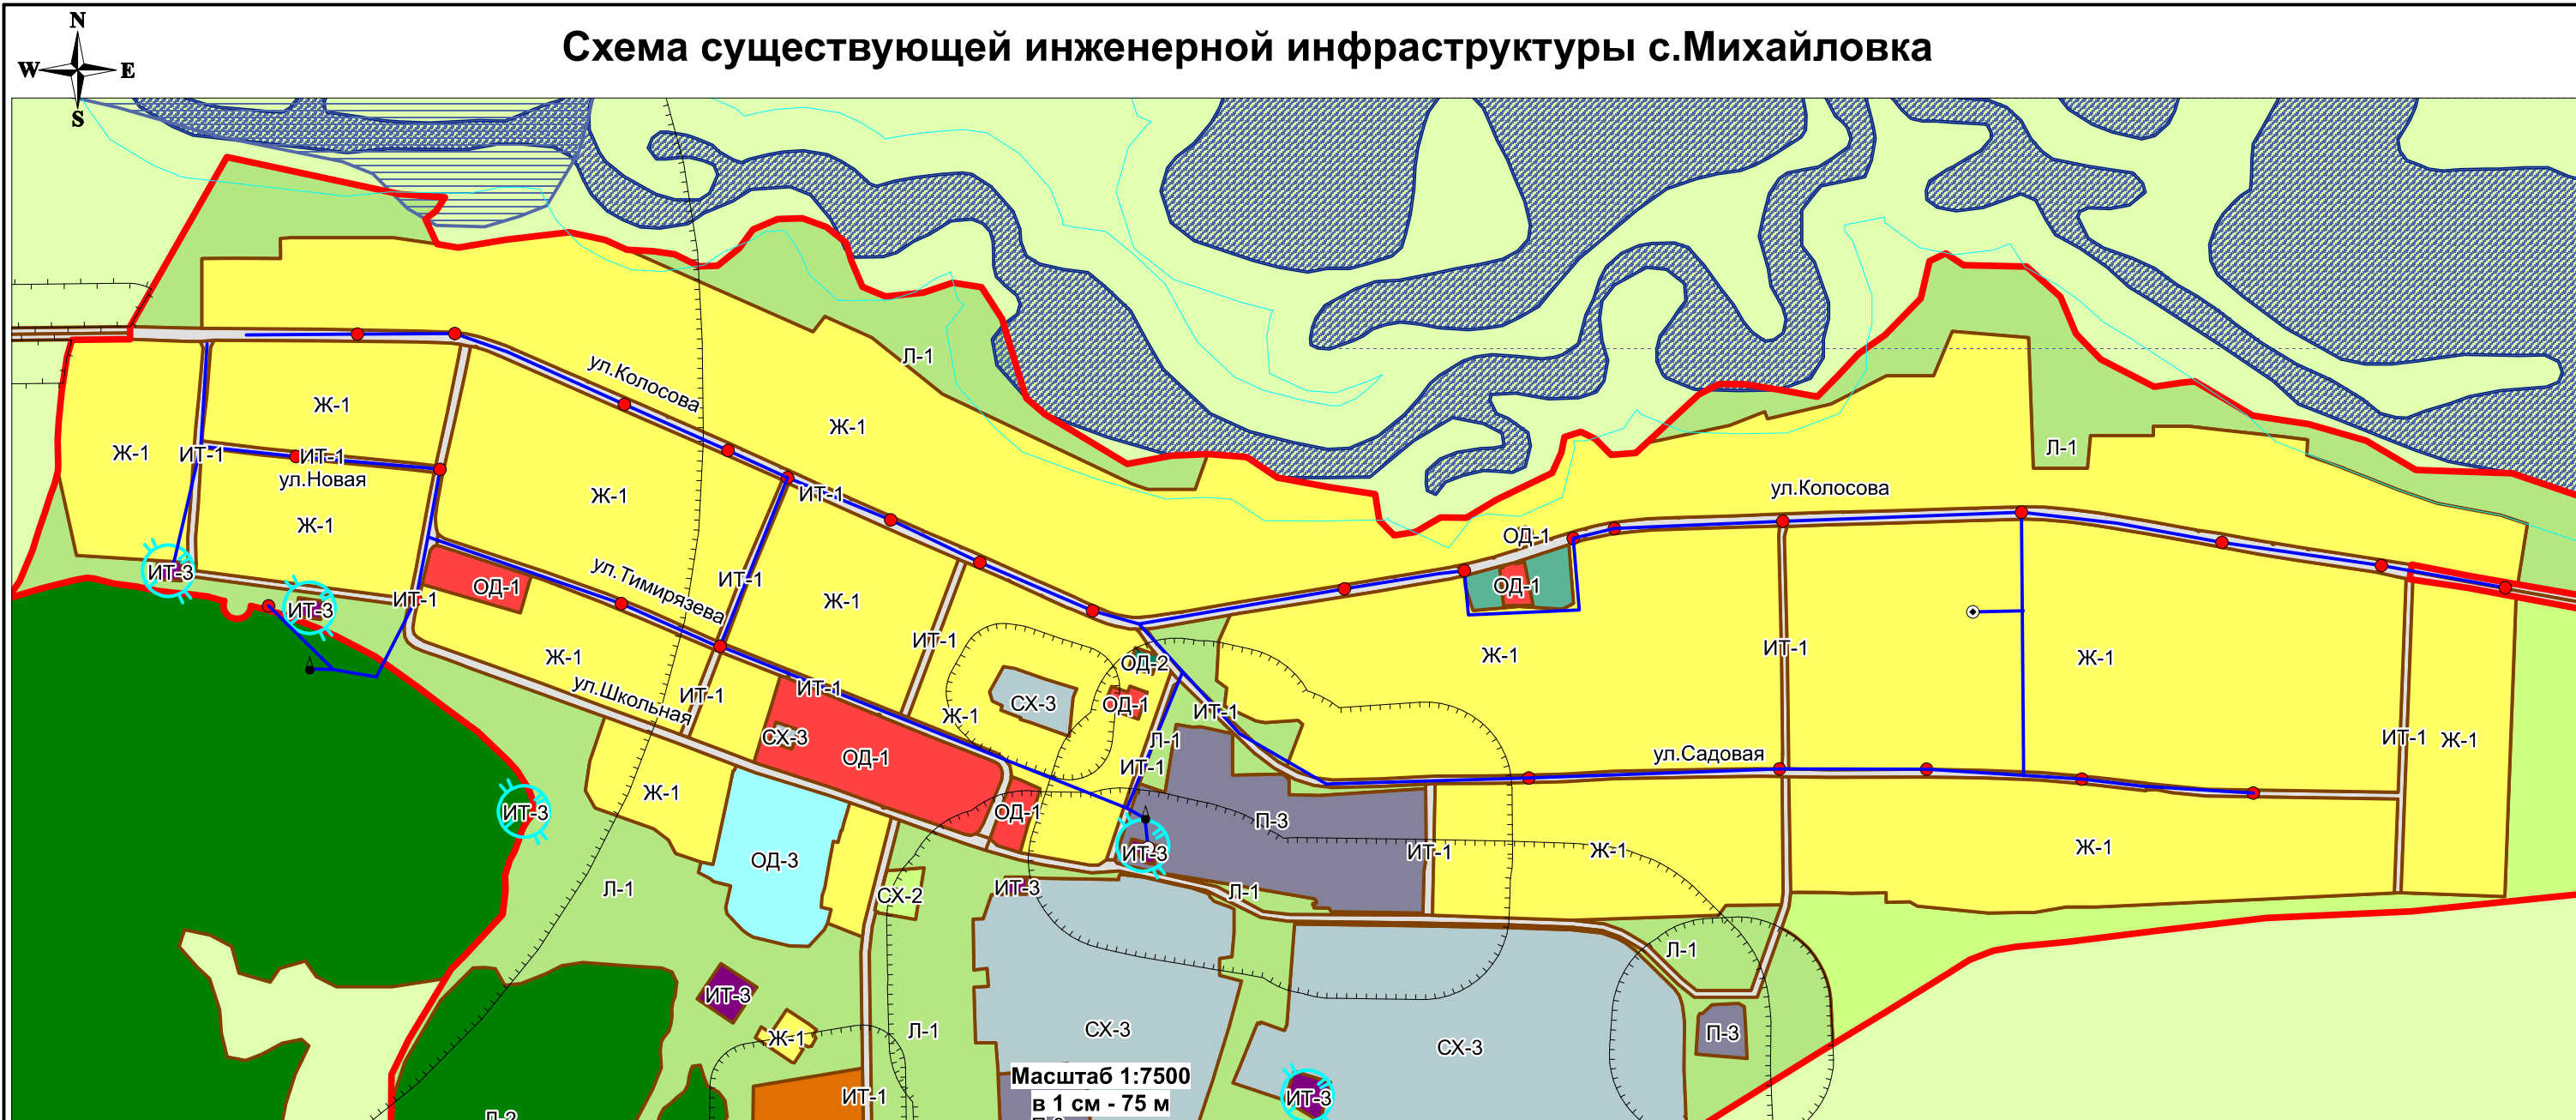 N
Схема существующей инженерной инфраструктуры с.Михайловка
W E
S
Л-1
ул.Колосова
Ж-1
Ж-1
Ж-1
ИТ-1
ИТ-1
ул.Новая
Л-1
ул.Колосова
Ж-1
ИТ-1
Ж-1
ОД-1
ИТ-3
ОД-1
ул.Тимирязева
ИТ-1
ОД-1
ИТ-3
ИТ-1
Ж-1
ИТ-1
Ж-1
ОД-2
Ж-1
ИТ-1
Ж-1
ул.Школьная
ИТ-1
ИТ-1
СХ-3
ОД-1
Ж-1
ИТ-1
СХ-3
Л-1
ул.Садовая
ИТ-1
Ж-1
ОД-1
ИТ-1
Ж-1
ИТ-3
ОД-1
П-3
ОД-3
ИТ-3
ИТ-1
Ж-1
Ж-1
Л-1
СХ-2
ИТ-3
Л-1
Л-1
ИТ-3
Ж-1
Л-1
СХ-3
П-3
СХ-3
Масштаб 1:7500
ИТ-1
в 1 см - 75 м
ИТ-3